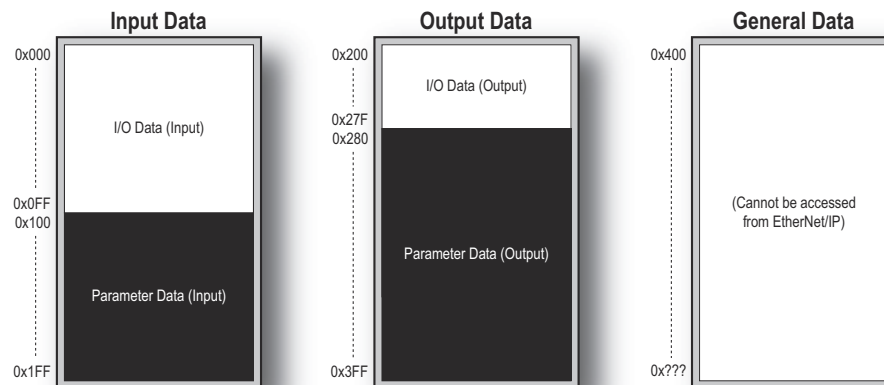 Input Data
0x000
I/O Data (Input)
0x0FF
0x100
Parameter Data (Input)
0x1FF
Output Data
0x200
I/O Data (Output)
0x27F
0x280
Parameter Data (Output)
0x3FF
General Data
0x400
(Cannot be accessed
from EtherNet/IP)
0x???